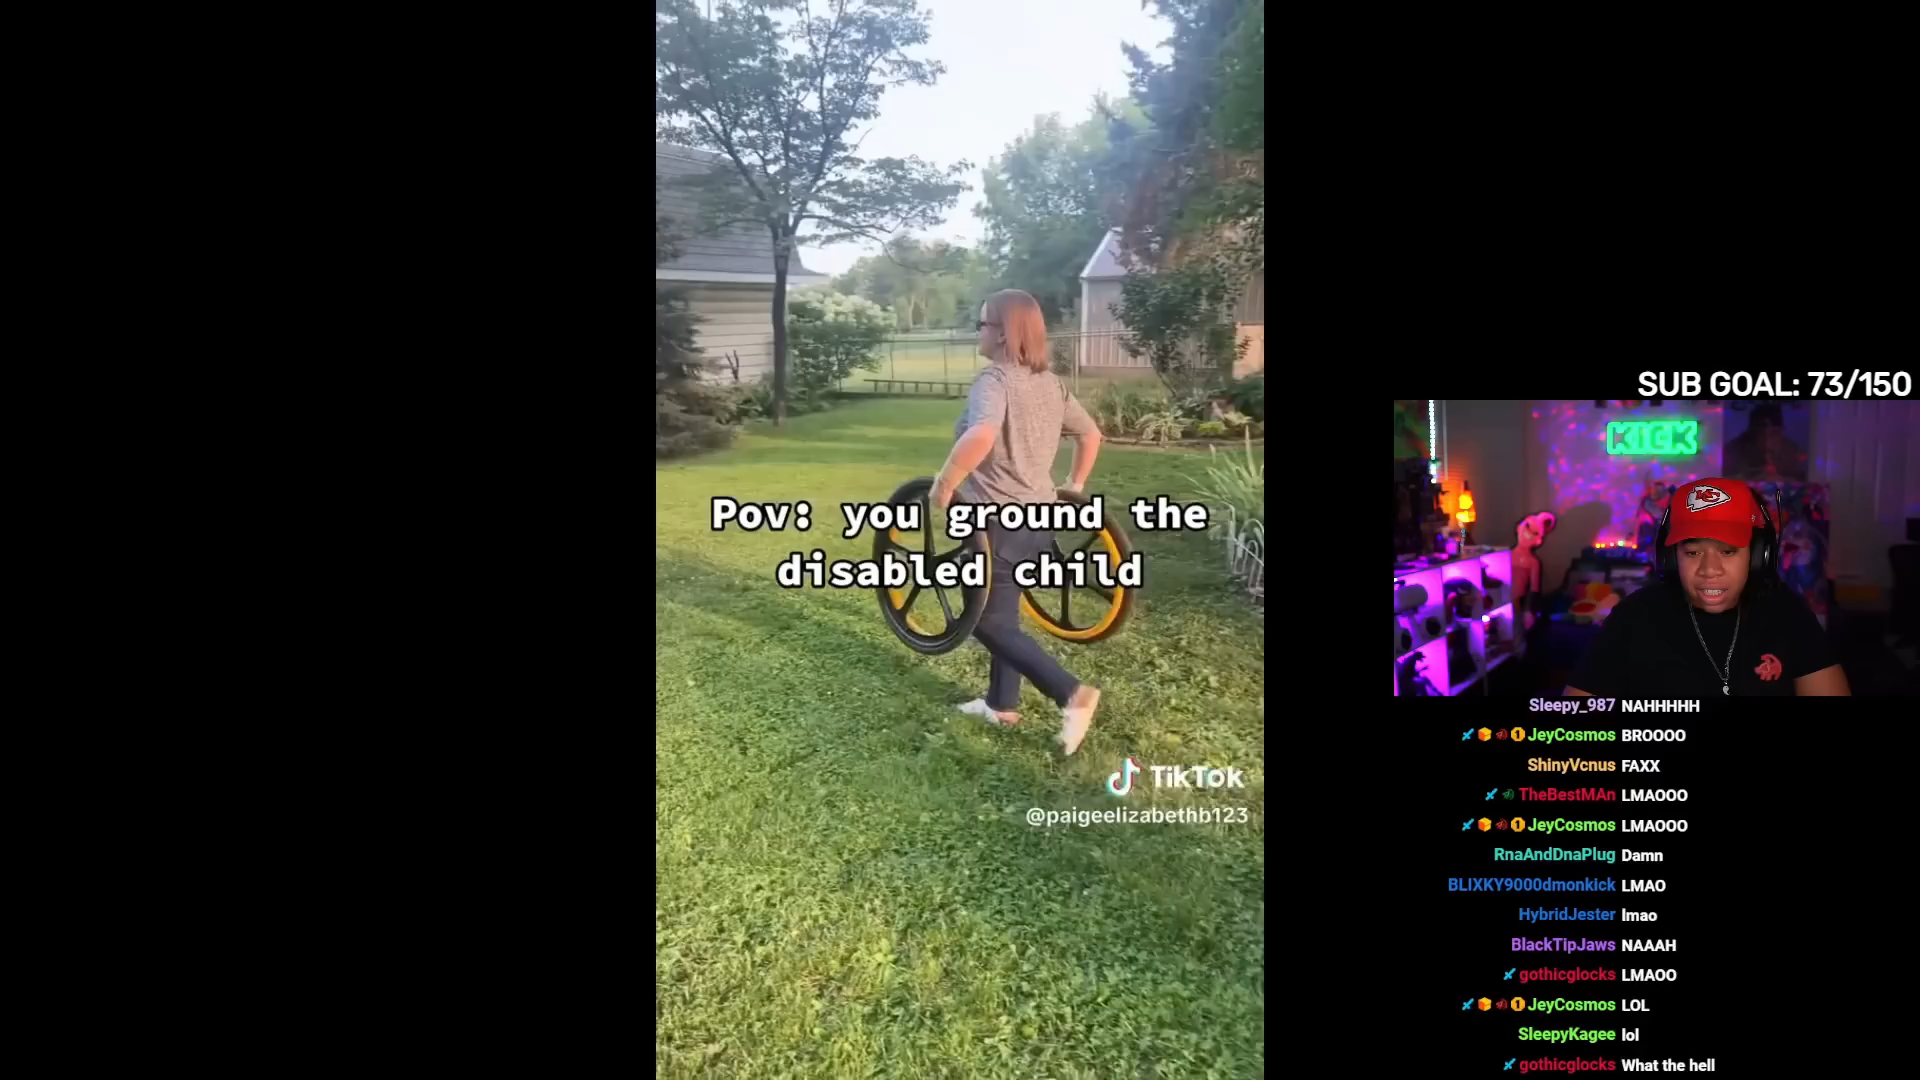 Pov: you ground the
disabled child
TikTok
@paigeelizabethb123
SUB GOAL: 73/150
KICK
Sleepy_987 NAHHHHH
JeyCosmos BROOOO
ShinyVcnus FAXX
TheBestMAn LMAOOO
JeyCosmos LMAOOO
RnaAndDnaPlug Damn
BLIXKY9000dmonkick LMAO
HybridJester lmao
BlackTipJaws NAAAH
gothicglocks LMAOO
JeyCosmos LOL
SleepyKagee lol
gothicglocks What the hell